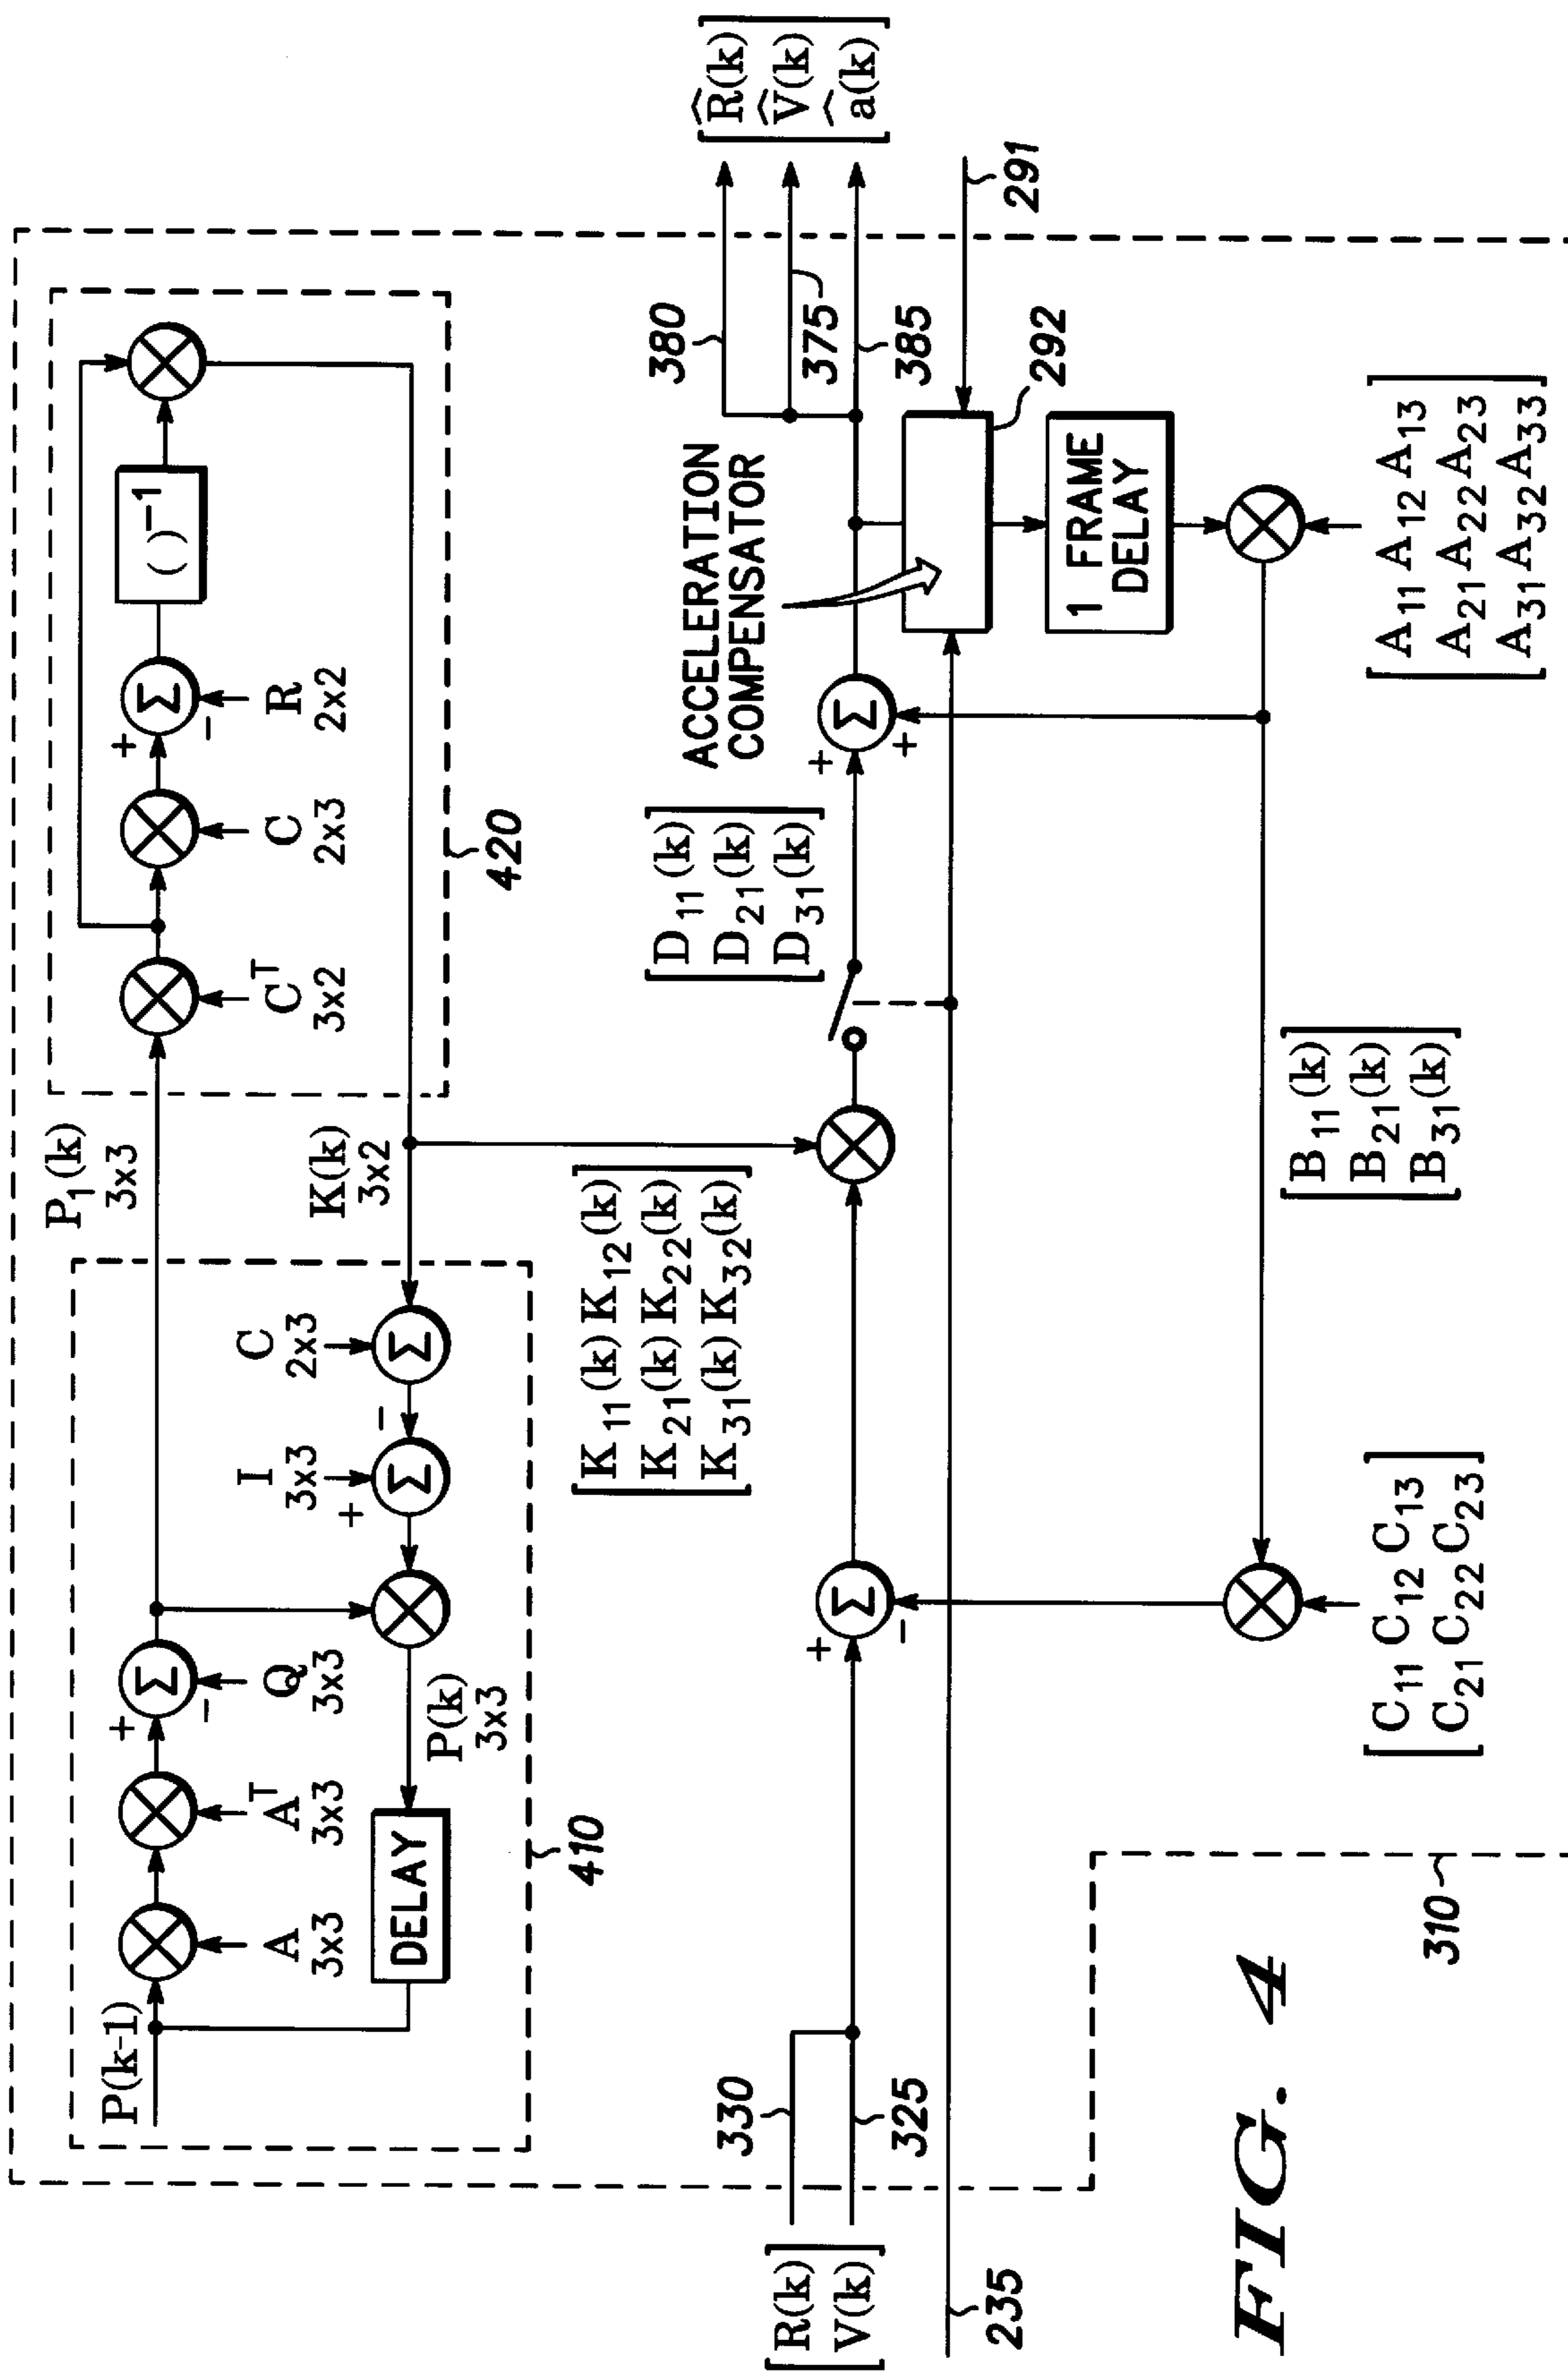 P(k-1)
A
3x3
Aᵀ
3x3
+
Σ
−
Q
3x3
P₁(k)
3x3
Cᵀ
3x2
C
2x3
+
Σ
−
R
2x2
( )⁻¹
DELAY
P(k)
3x3
I
3x3
+
Σ
−
C
2x3
Σ
K(k)
3x2
410
420
[K₁₁(k) K₁₂(k)]
[K₂₁(k) K₂₂(k)]
[K₃₁(k) K₃₂(k)]
[D₁₁(k)]
[D₂₁(k)]
[D₃₁(k)]
ACCELERATION
COMPENSATOR
380
375
385
[R̂(k)]
[V̂(k)]
[â(k)]
330
[R(k)]
[V(k)]
325
+
Σ
−
+
Σ
+
235
291
292
1 FRAME
DELAY
[B₁₁(k)]
[B₂₁(k)]
[B₃₁(k)]
[C₁₁ C₁₂ C₁₃]
[C₂₁ C₂₂ C₂₃]
[A₁₁ A₁₂ A₁₃]
[A₂₁ A₂₂ A₂₃]
[A₃₁ A₃₂ A₃₃]
310
FIG. 4